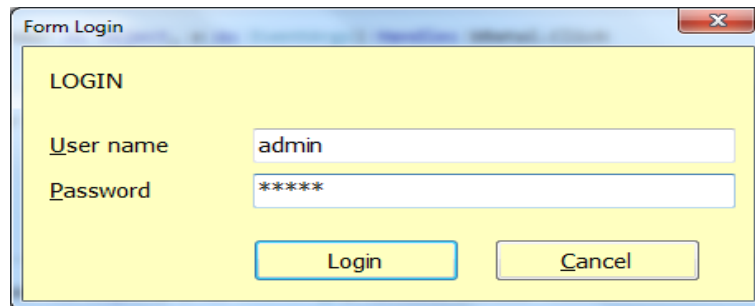 Form Login
LOGIN
User name admin
Password *****
Login Cancel